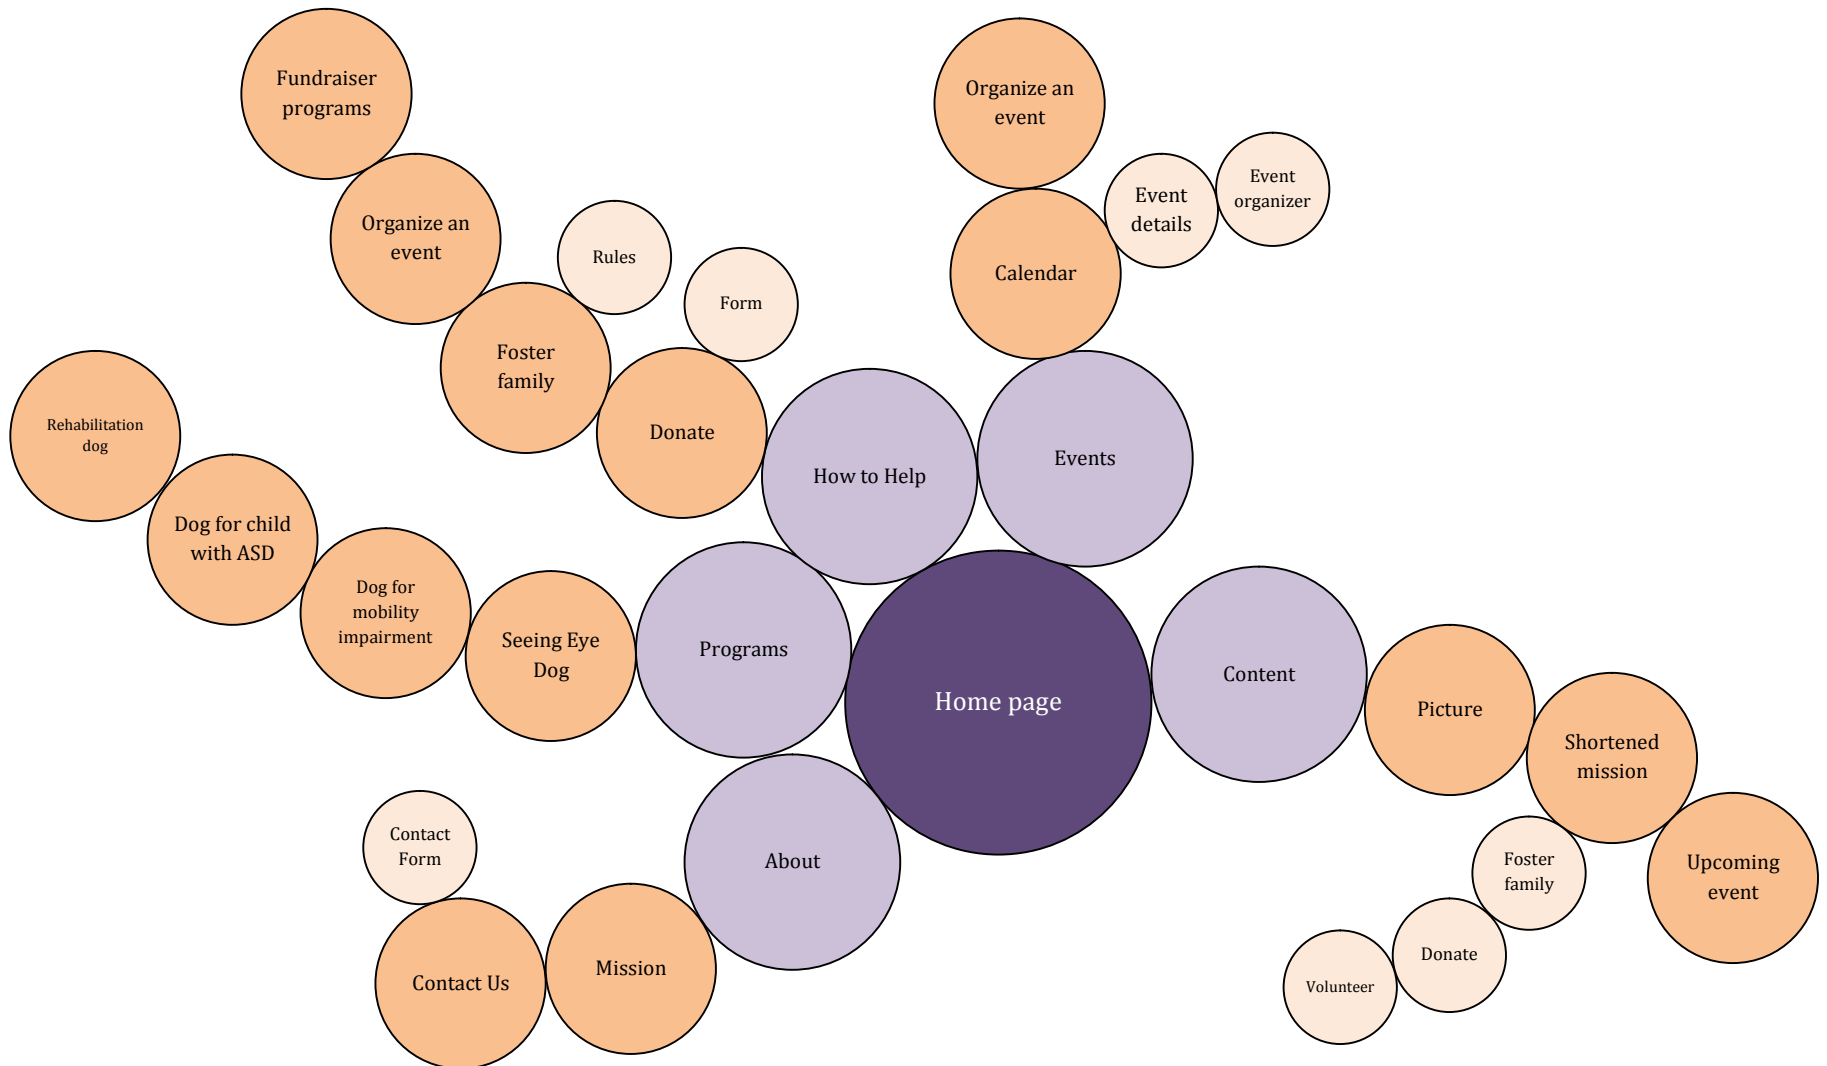 Fundraiser
programs
Organize an
event
Organize an
event
Event
details
Event
organizer
Rules
Form
Calendar
Foster
family
Donate
How to Help
Events
Rehabilitation
dog
Dog for child
with ASD
Dog for
mobility
impairment
Seeing Eye
Dog
Programs
Home page
Content
Picture
Shortened
mission
Upcoming
event
Foster
family
Donate
Volunteer
About
Mission
Contact Us
Contact
Form